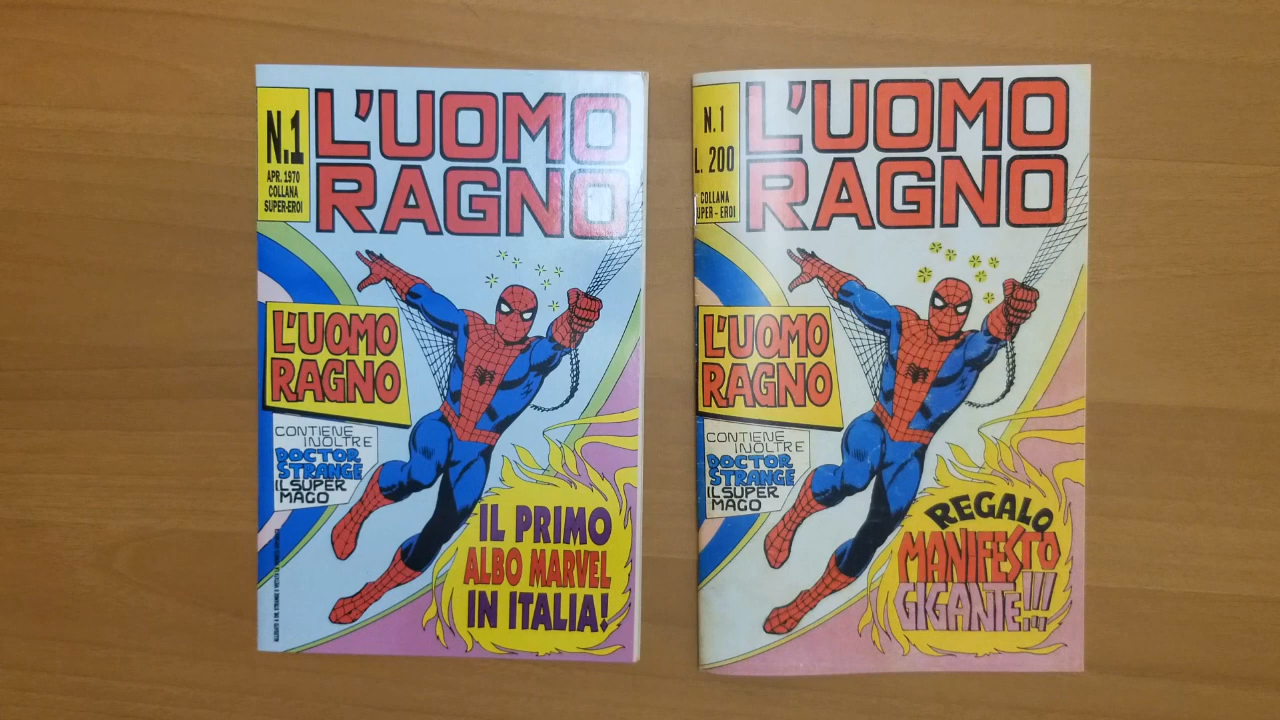 N.1
APR. 1970
COLLANA
SUPER-EROI
L'UOMO
RAGNO
L'UOMO
RAGNO
CONTIENE
INOLTRE
DOCTOR
STRANGE
IL SUPER
MAGO
IL PRIMO
ALBO MARVEL
IN ITALIA!
N.1
L. 200
COLLANA
UPER-EROI
L'UOMO
RAGNO
L'UOMO
RAGNO
CONTIENE
INOLTRE
DOCTOR
STRANGE
IL SUPER
MAGO
REGALO
MANIFESTO
GIGANTE!!!